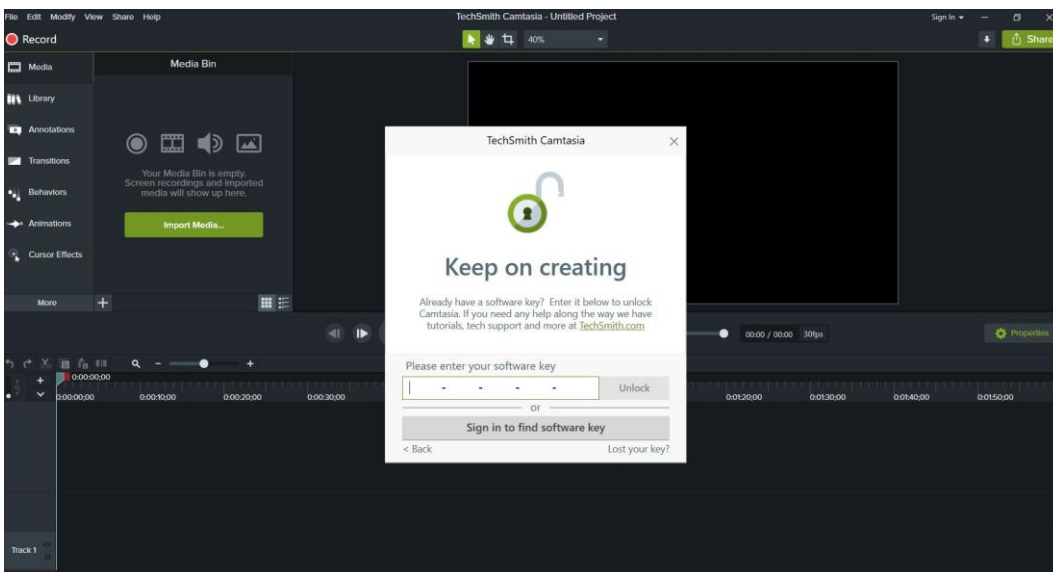 File Edit Modify View Share Help
TechSmith Camtasia - Untitled Project
Sign In
Record
40%
Share
Media
Media Bin
Library
Annotations
Transitions
Behaviors
Animations
Cursor Effects
More
Your Media Bin is empty.
Screen recordings and imported
media will show up here.
Import Media...
TechSmith Camtasia
Keep on creating
Already have a software key? Enter it below to unlock
Camtasia. If you need any help along the way we have
tutorials, tech support and more at TechSmith.com
Please enter your software key
- - - -
Unlock
or
Sign in to find software key
< Back
Lost your key?
00:00 / 00:00 30fps
Properties
0:00:00;00
0:00:00;00 0:00:10;00 0:00:20;00 0:00:30;00 0:01:20;00 0:01:30;00 0:01:40;00 0:01:50;00
Track 1